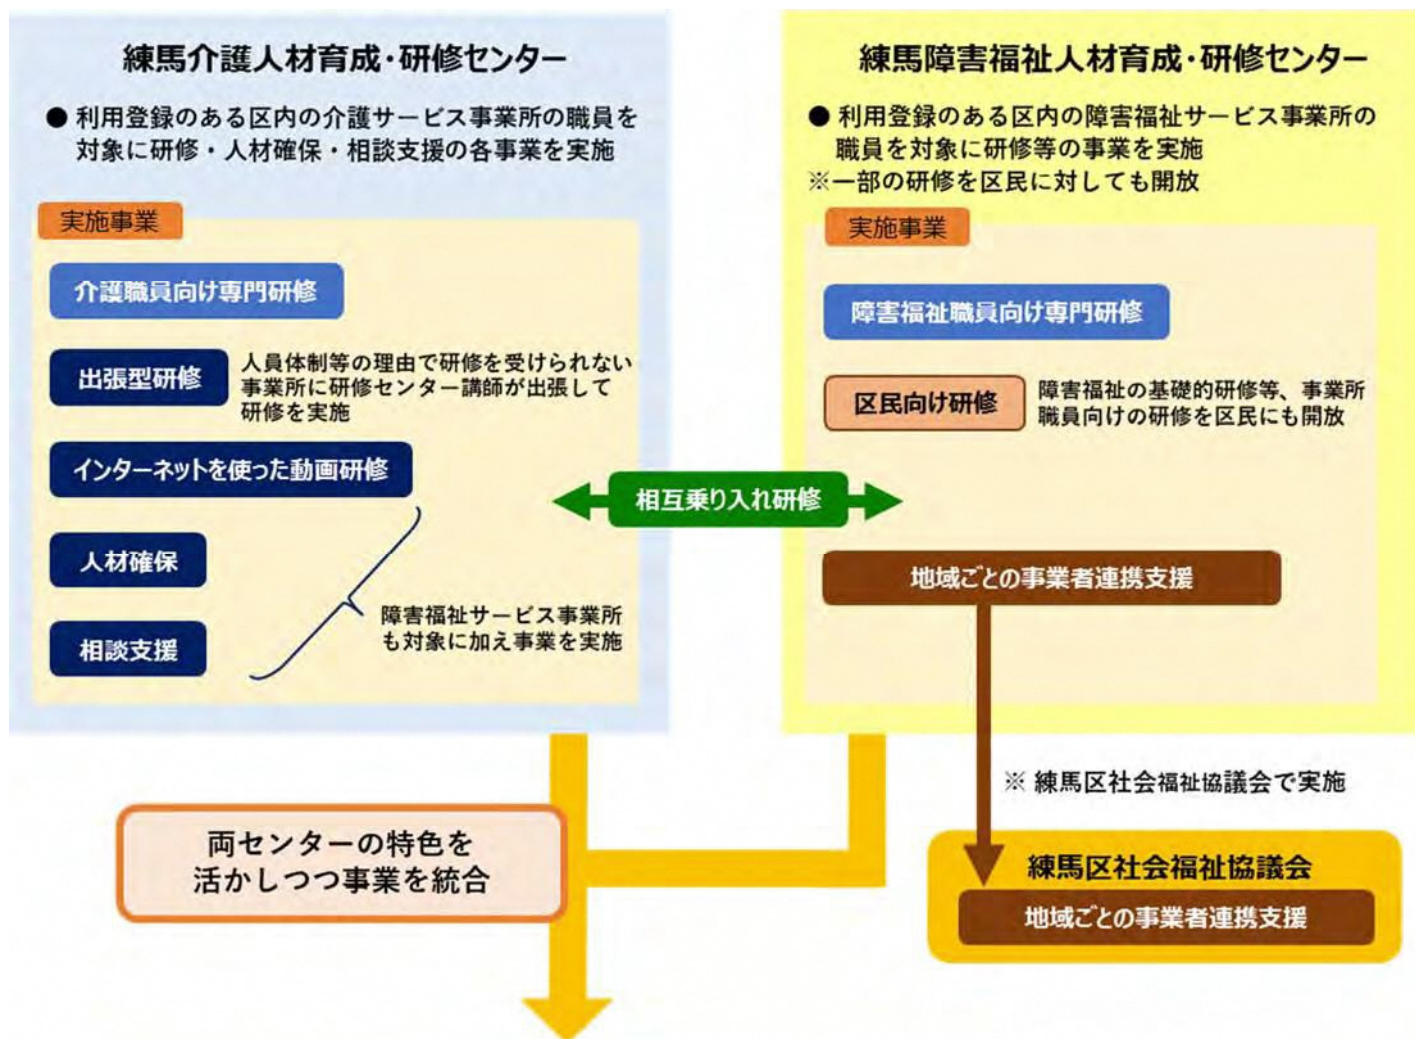 練馬介護人材育成・研修センター
● 利用登録のある区内の介護サービス事業所の職員を
対象に研修・人材確保・相談支援の各事業を実施
実施事業
介護職員向け専門研修
出張型研修
人員体制等の理由で研修を受けられない
事業所に研修センター講師が出張して
研修を実施
インターネットを使った動画研修
人材確保
相談支援
障害福祉サービス事業所
も対象に加え事業を実施
相互乗り入れ研修
練馬障害福祉人材育成・研修センター
● 利用登録のある区内の障害福祉サービス事業所の
職員を対象に研修等の事業を実施
※一部の研修を区民に対しても開放
実施事業
障害福祉職員向け専門研修
区民向け研修
障害福祉の基礎的研修等、事業所
職員向けの研修を区民にも開放
地域ごとの事業者連携支援
※ 練馬区社会福祉協議会で実施
両センターの特色を
活かしつつ事業を統合
練馬区社会福祉協議会
地域ごとの事業者連携支援